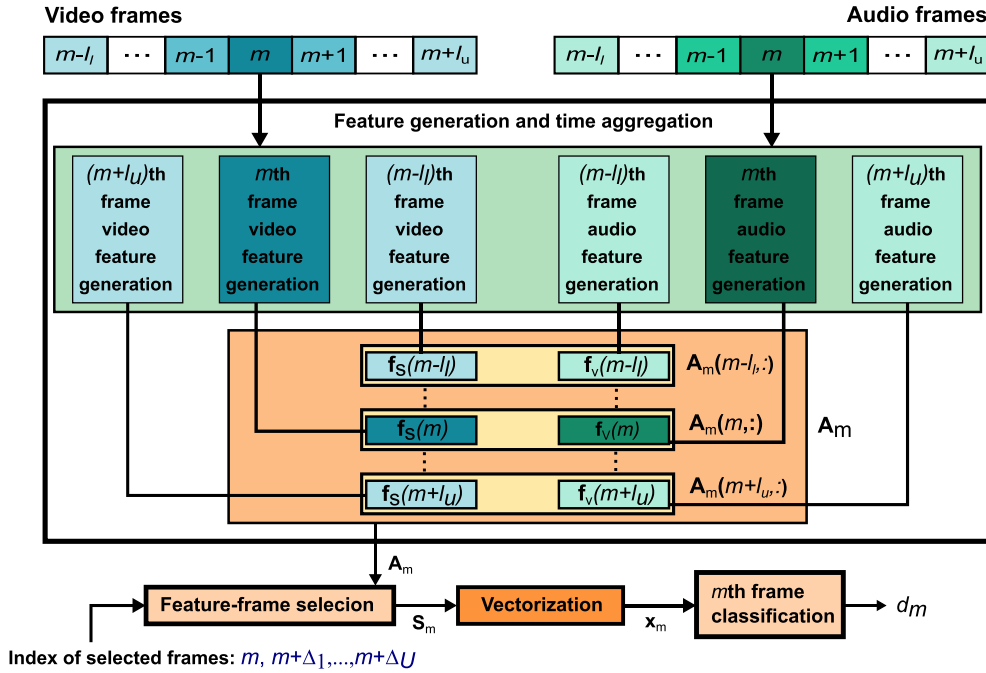 Video frames
Audio frames
m-l_l ... m-1 m m+1 ... m+l_u
m-l_l ... m-1 m m+1 ... m+l_u
Feature generation and time aggregation
(m+l_U)th
frame
video
feature
generation
mth
frame
video
feature
generation
(m-l_l)th
frame
video
feature
generation
(m-l_l)th
frame
audio
feature
generation
mth
frame
audio
feature
generation
(m+l_U)th
frame
audio
feature
generation
f_S(m-l_l)
f_v(m-l_l)
A_m(m-l_l,:)
f_S(m)
f_v(m)
A_m(m,:)
A_m
f_S(m+l_U)
f_v(m+l_U)
A_m(m+l_u,:)
A_m
Feature-frame selecion
S_m
Vectorization
x_m
mth frame
classification
d_m
Index of selected frames: m, m+Δ_1,...,m+Δ_U